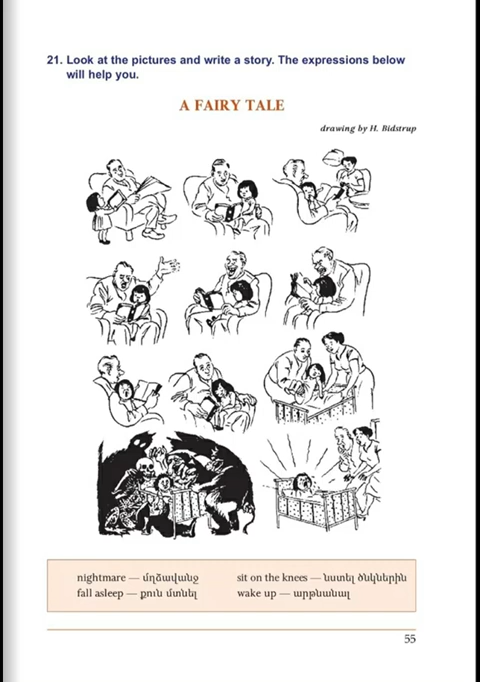 21. Look at the pictures and write a story. The expressions below
will help you.
A FAIRY TALE
drawing by H. Bidstrup
nightmare — մղձավանջ
sit on the knees — նստել ծնկներին
fall asleep — քուն մտնել
wake up — արթնանալ
55